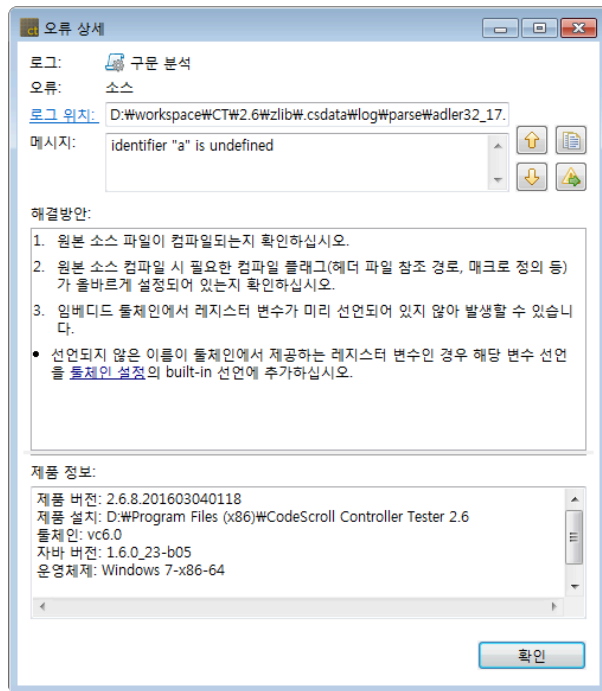 ct 오류 상세
로그: 구문 분석
오류: 소스
로그 위치: D:₩workspace₩CT₩2.6₩zlib₩.csdata₩log₩parse₩adler32_17.
메시지: identifier "a" is undefined
해결방안:
1. 원본 소스 파일이 컴파일되는지 확인하십시오.
2. 원본 소스 컴파일 시 필요한 컴파일 플래그(헤더 파일 참조 경로, 매크로 정의 등)
가 올바르게 설정되어 있는지 확인하십시오.
3. 임베디드 툴체인에서 레지스터 변수가 미리 선언되어 있지 않아 발생할 수 있습니
다.
• 선언되지 않은 이름이 툴체인에서 제공하는 레지스터 변수인 경우 해당 변수 선언
을 툴체인 설정의 built-in 선언에 추가하십시오.
제품 정보:
제품 버전: 2.6.8.201603040118
제품 설치: D:₩Program Files (x86)₩CodeScroll Controller Tester 2.6
툴체인: vc6.0
자바 버전: 1.6.0_23-b05
운영체제: Windows 7-x86-64
확인